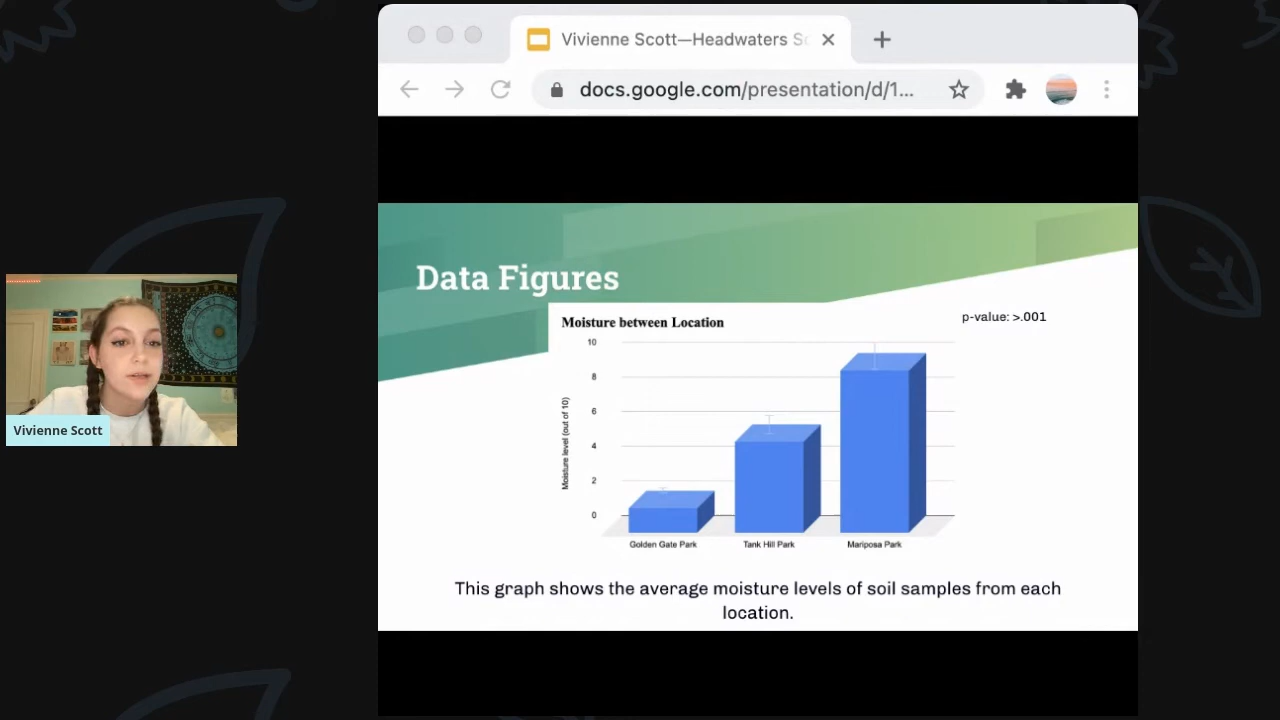 Vivienne Scott—Headwaters Sc
docs.google.com/presentation/d/1...
Data Figures
Moisture between Location
p-value: >.001
10
8
6
4
2
0
Moisture level (out of 10)
Golden Gate Park
Tank Hill Park
Mariposa Park
This graph shows the average moisture levels of soil samples from each
location.
Vivienne Scott